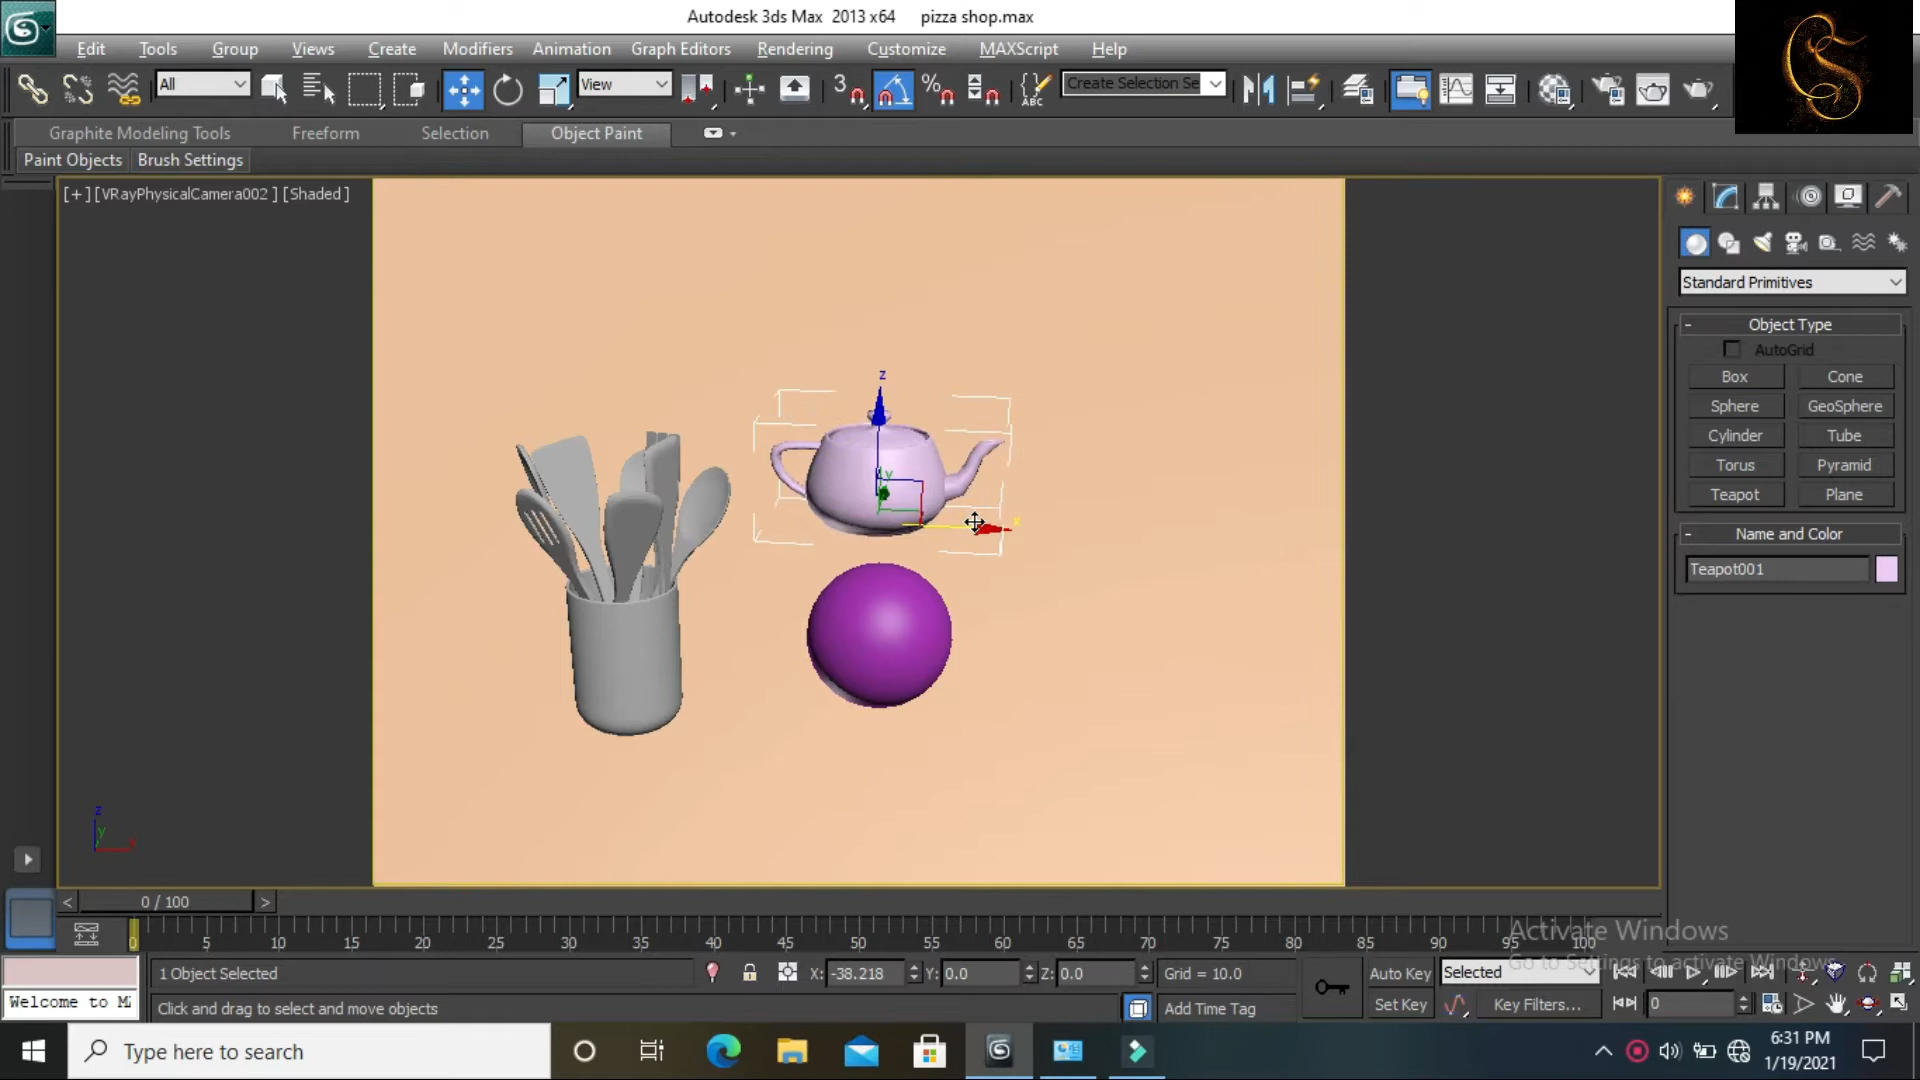 Autodesk 3ds Max 2013 x64 pizza shop.max
Edit Tools Group Views Create Modifiers Animation Graph Editors Rendering Customize MAXScript Help
All View 3 % ABC Create Selection Se
Graphite Modeling Tools Freeform Selection Object Paint
Paint Objects Brush Settings
[+][VRayPhysicalCamera002 ][Shaded]
Standard Primitives
Object Type
AutoGrid
Box Cone
Sphere GeoSphere
Cylinder Tube
Torus Pyramid
Teapot Plane
Name and Color
Teapot001
z
y
x
z
y
x
< 0 / 100 >
0 5 10 15 20 25 30 35 40 45 50 55 60 65 70 75 80 85 90 95 100
Activate Windows
Go to Settings to activate Windows.
1 Object Selected X: -38.218 Y: 0.0 Z: 0.0 Grid = 10.0 Auto Key Selected
Welcome to M
Click and drag to select and move objects Add Time Tag Set Key Key Filters... 0
Type here to search
6:31 PM
1/19/2021